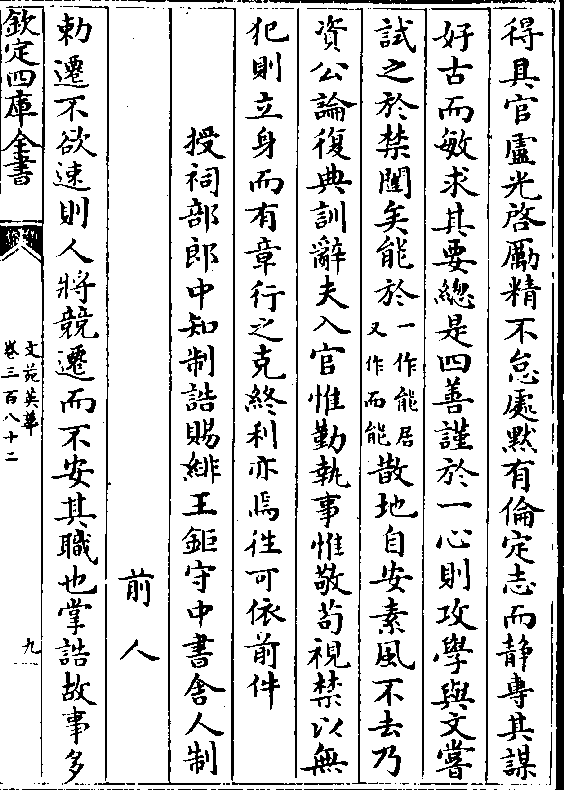 得具官盧光啓勵精不怠處默有倫定志而静專其謀
好古而敏求其要總是四善謹於一心則攻學與文嘗
試之於禁闈矣能於一作能居又作而能散地自安素風不去乃
資公論復典訓辭夫入官惟勤執事惟敬苟視禁以無
犯則立身而有章行之克終利亦焉往可依前件
授祠部郎中知制誥賜緋王鉅守中書舍人制
前人
勅遷不欲速則人將競遷而不安其職也掌誥故事多
欽定四庫全書
文苑英華
卷三百八十二
九